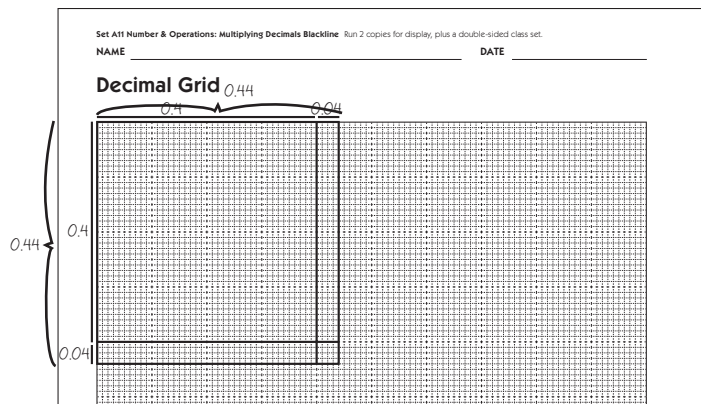 Set A11 Number & Operations: Multiplying Decimals Blackline Run 2 copies for display, plus a double-sided class set.
NAME DATE
Decimal Grid 0.44
0.4 0.04
0.4
0.44
0.04